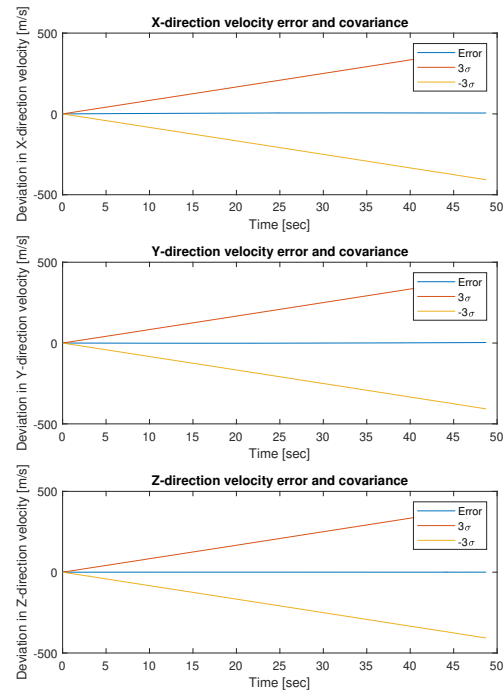 X-direction velocity error and covariance
Deviation in X-direction velocity [m/s]
500
0
-500
Error
3σ
-3σ
0 5 10 15 20 25 30 35 40 45 50
Time [sec]
Y-direction velocity error and covariance
Deviation in Y-direction velocity [m/s]
500
0
-500
Error
3σ
-3σ
0 5 10 15 20 25 30 35 40 45 50
Time [sec]
Z-direction velocity error and covariance
Deviation in Z-direction velocity [m/s]
500
0
-500
Error
3σ
-3σ
0 5 10 15 20 25 30 35 40 45 50
Time [sec]